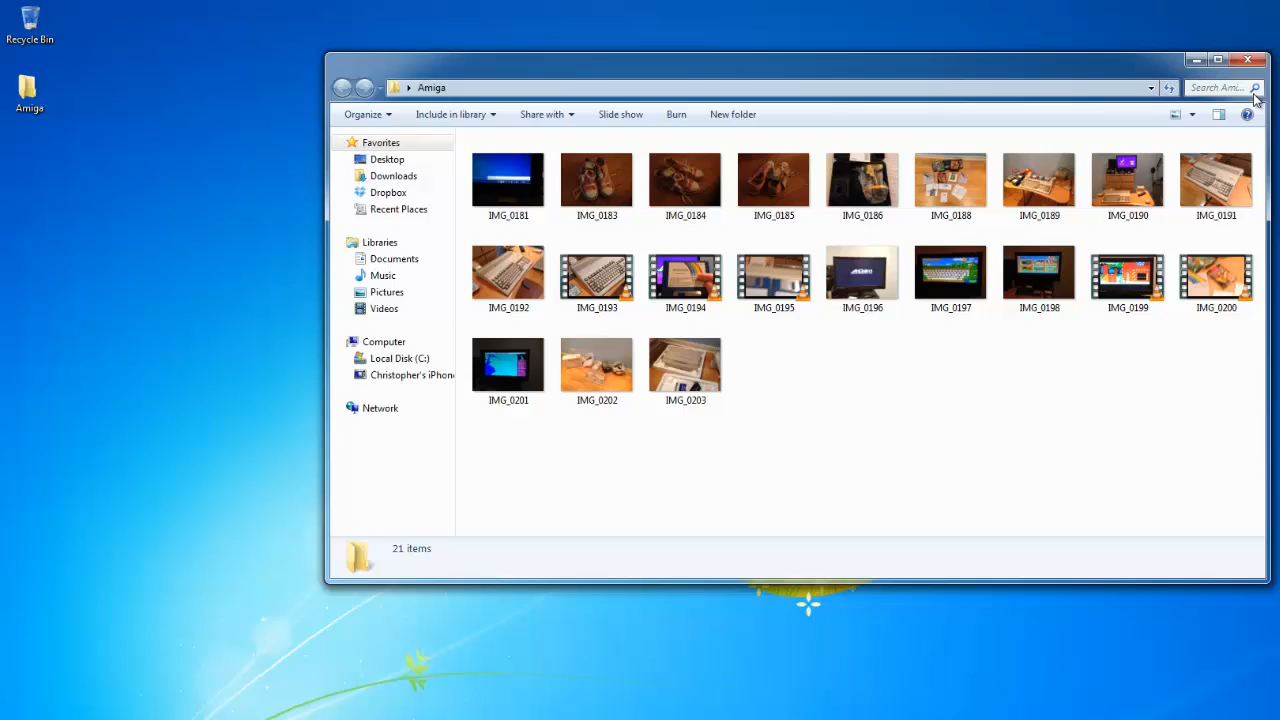 Recycle Bin
Amiga
Amiga
Search Ami...
Organize
Include in library
Share with
Slide show
Burn
New folder
Favorites
Desktop
Downloads
Dropbox
Recent Places
Libraries
Documents
Music
Pictures
Videos
Computer
Local Disk (C:)
Christopher's iPhon
Network
IMG_0181 IMG_0183 IMG_0184 IMG_0185 IMG_0186 IMG_0188 IMG_0189 IMG_0190 IMG_0191
IMG_0192 IMG_0193 IMG_0194 IMG_0195 IMG_0196 IMG_0197 IMG_0198 IMG_0199 IMG_0200
IMG_0201 IMG_0202 IMG_0203
21 items